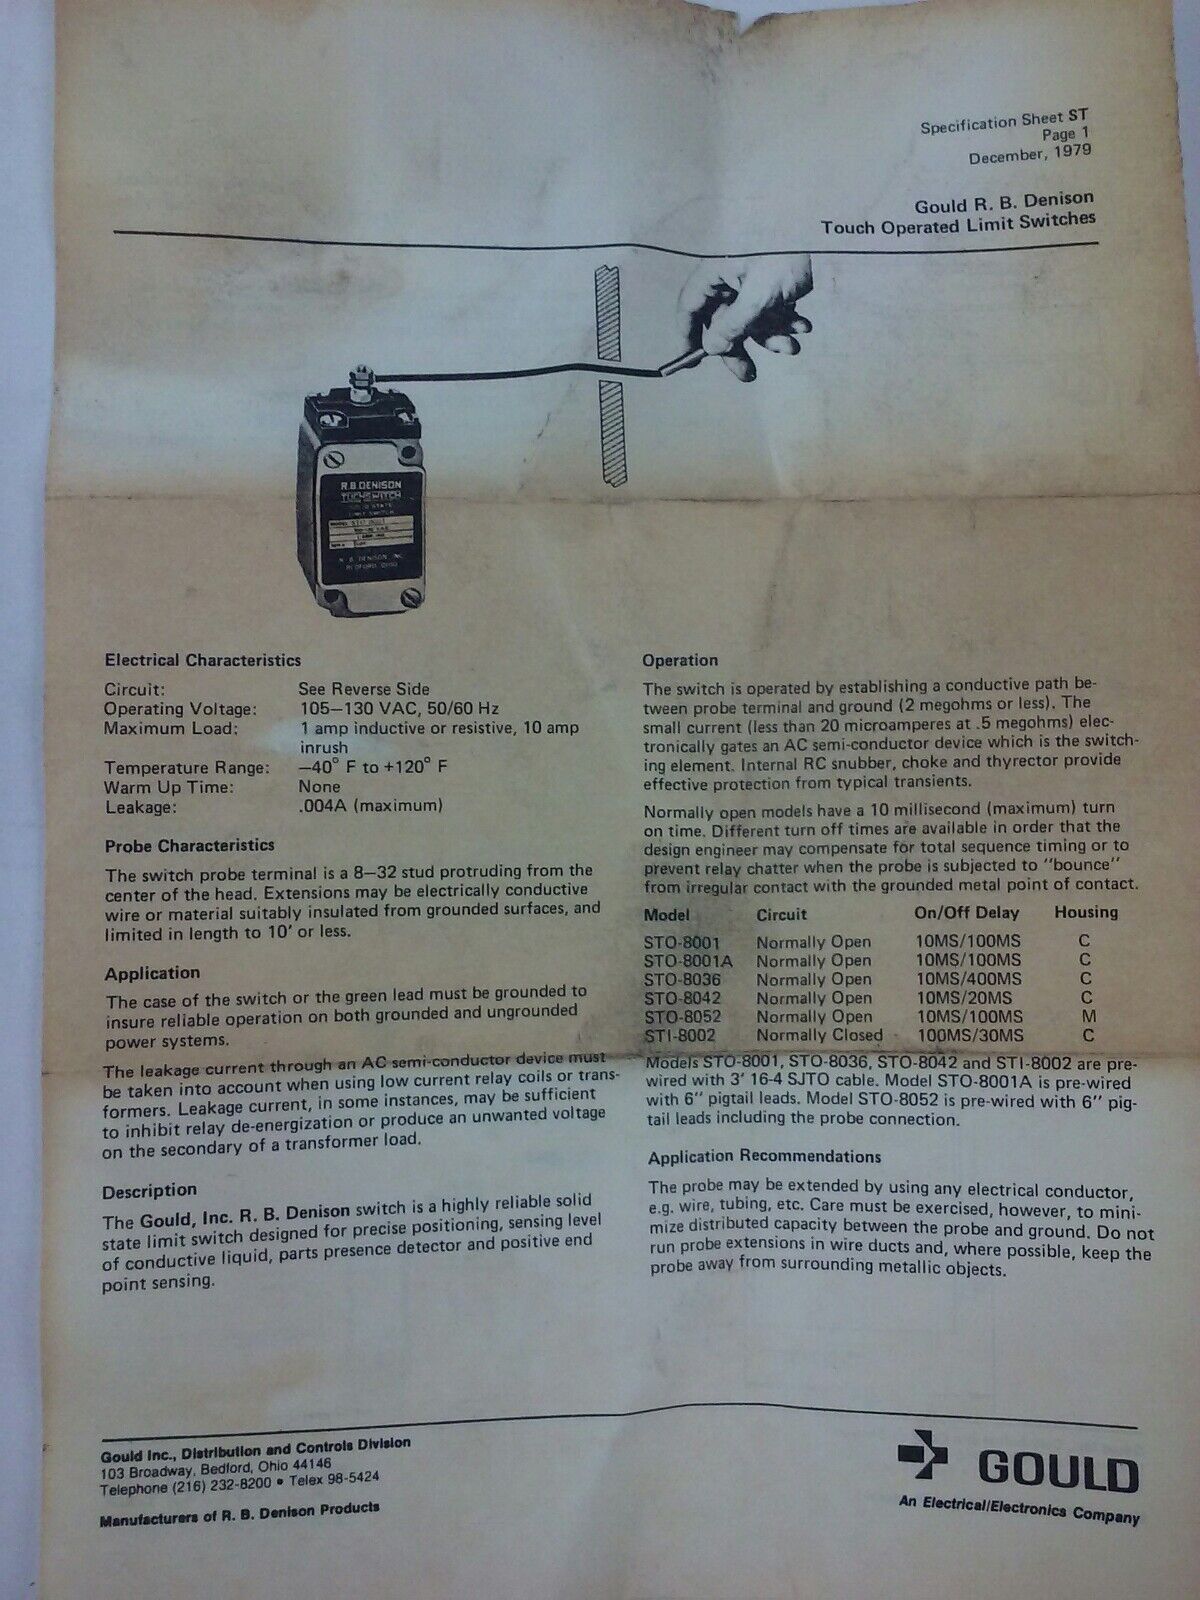 Specification Sheet ST
Page 1
December, 1979
Gould R. B. Denison
Touch Operated Limit Switches
R.B.DENISON
TUCHSWITCH
SOLID STATE
LIMIT SWITCH
MODEL STO-8001
R. B. DENISON INC.
BEDFORD, OHIO
Electrical Characteristics
Circuit: See Reverse Side
Operating Voltage: 105—130 VAC, 50/60 Hz
Maximum Load: 1 amp inductive or resistive, 10 amp
inrush
Temperature Range: —40° F to +120° F
Warm Up Time: None
Leakage: .004A (maximum)
Probe Characteristics
The switch probe terminal is a 8—32 stud protruding from the
center of the head. Extensions may be electrically conductive
wire or material suitably insulated from grounded surfaces, and
limited in length to 10' or less.
Application
The case of the switch or the green lead must be grounded to
insure reliable operation on both grounded and ungrounded
power systems.
The leakage current through an AC semi-conductor device must
be taken into account when using low current relay coils or trans-
formers. Leakage current, in some instances, may be sufficient
to inhibit relay de-energization or produce an unwanted voltage
on the secondary of a transformer load.
Description
The Gould, Inc. R. B. Denison switch is a highly reliable solid
state limit switch designed for precise positioning, sensing level
of conductive liquid, parts presence detector and positive end
point sensing.
Operation
The switch is operated by establishing a conductive path be-
tween probe terminal and ground (2 megohms or less). The
small current (less than 20 microamperes at .5 megohms) elec-
tronically gates an AC semi-conductor device which is the switch-
ing element. Internal RC snubber, choke and thyrector provide
effective protection from typical transients.
Normally open models have a 10 millisecond (maximum) turn
on time. Different turn off times are available in order that the
design engineer may compensate for total sequence timing or to
prevent relay chatter when the probe is subjected to "bounce"
from irregular contact with the grounded metal point of contact.
Model Circuit On/Off Delay Housing
STO-8001 Normally Open 10MS/100MS C
STO-8001A Normally Open 10MS/100MS C
STO-8036 Normally Open 10MS/400MS C
STO-8042 Normally Open 10MS/20MS C
STO-8052 Normally Open 10MS/100MS M
STI-8002 Normally Closed 100MS/30MS C
Models STO-8001, STO-8036, STO-8042 and STI-8002 are pre-
wired with 3' 16-4 SJTO cable. Model STO-8001A is pre-wired
with 6" pigtail leads. Model STO-8052 is pre-wired with 6" pig-
tail leads including the probe connection.
Application Recommendations
The probe may be extended by using any electrical conductor,
e.g. wire, tubing, etc. Care must be exercised, however, to mini-
mize distributed capacity between the probe and ground. Do not
run probe extensions in wire ducts and, where possible, keep the
probe away from surrounding metallic objects.
Gould Inc., Distribution and Controls Division
103 Broadway, Bedford, Ohio 44146
Telephone (216) 232-8200 • Telex 98-5424
Manufacturers of R. B. Denison Products
GOULD
An Electrical/Electronics Company